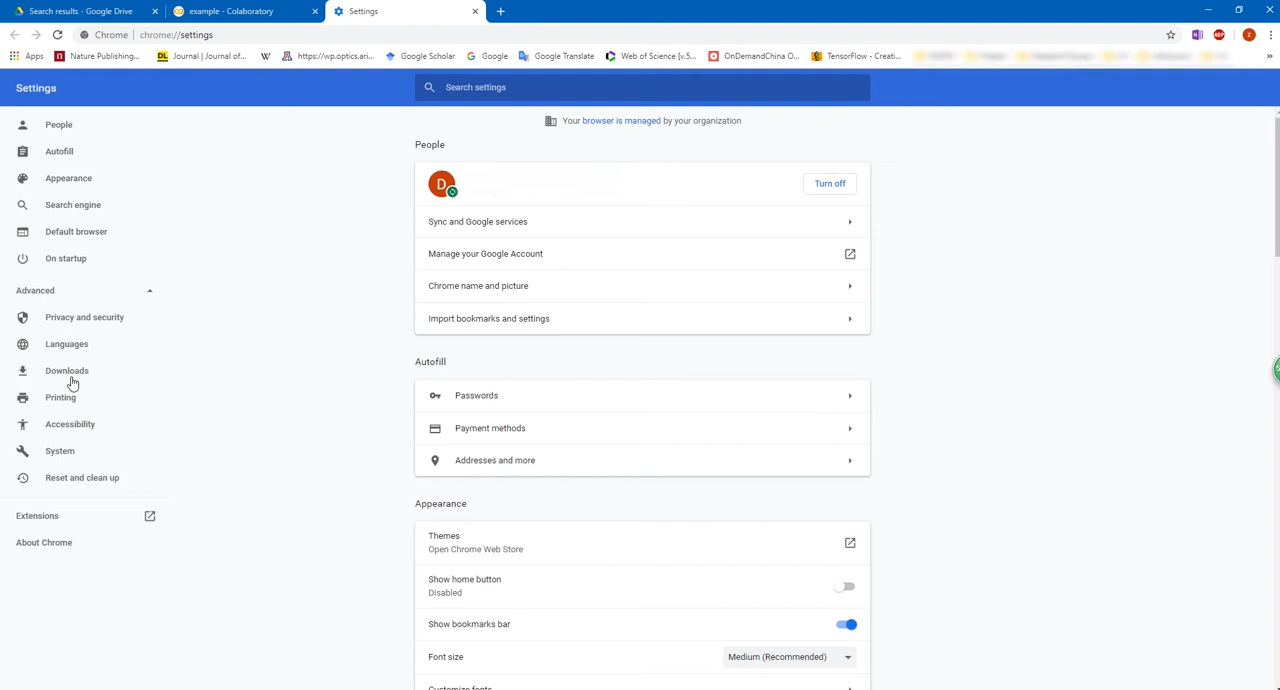 Search results - Google Drive
example - Colaboratory
Settings
Chrome | chrome://settings
Z
Apps
Nature Publishing...
DL Journal | Journal of...
W
https://wp.optics.ari...
Google Scholar
Google
Google Translate
Web of Science [v.5...
OnDemandChina O...
TensorFlow - Creati...
»
Settings
Search settings
Your browser is managed by your organization
People
Autofill
Appearance
Search engine
Default browser
On startup
Advanced
Privacy and security
Languages
Downloads
Printing
Accessibility
System
Reset and clean up
Extensions
About Chrome
People
D
Turn off
Sync and Google services
Manage your Google Account
Chrome name and picture
Import bookmarks and settings
Autofill
Passwords
Payment methods
Addresses and more
Appearance
Themes
Open Chrome Web Store
Show home button
Disabled
Show bookmarks bar
Font size
Medium (Recommended)
Customize fonts